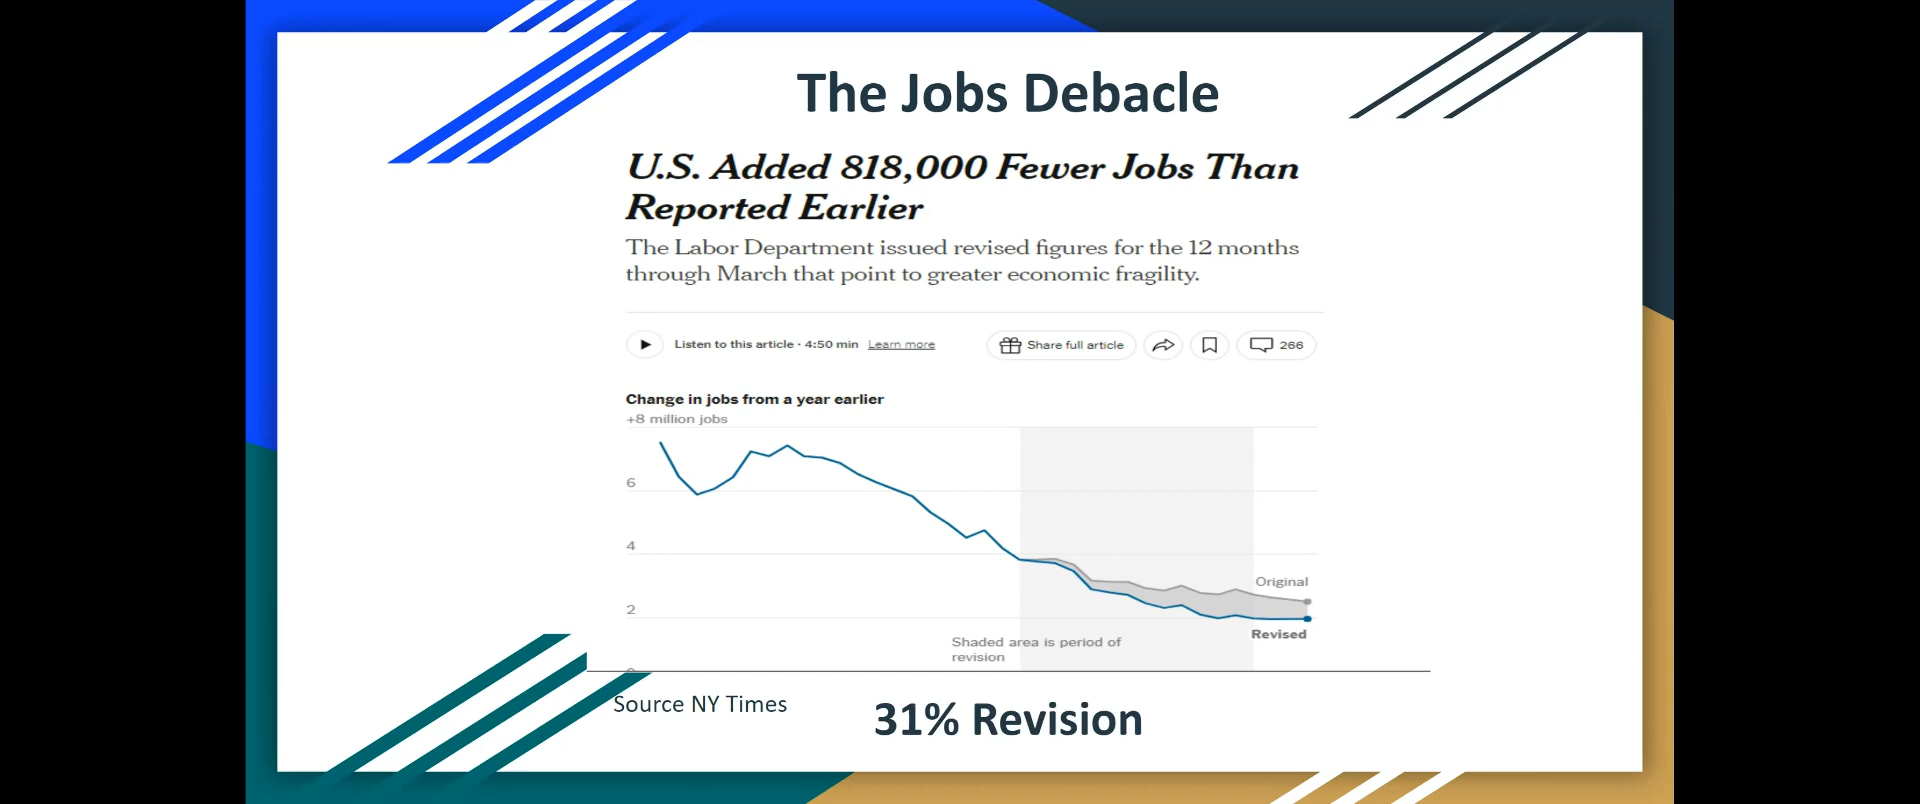 The Jobs Debacle
U.S. Added 818,000 Fewer Jobs Than
Reported Earlier
The Labor Department issued revised figures for the 12 months
through March that point to greater economic fragility.
Listen to this article · 4:50 min Learn more
Share full article
266
Change in jobs from a year earlier
+8 million jobs
6
4
Original
2
Revised
Shaded area is period of
revision
Source NY Times
31% Revision